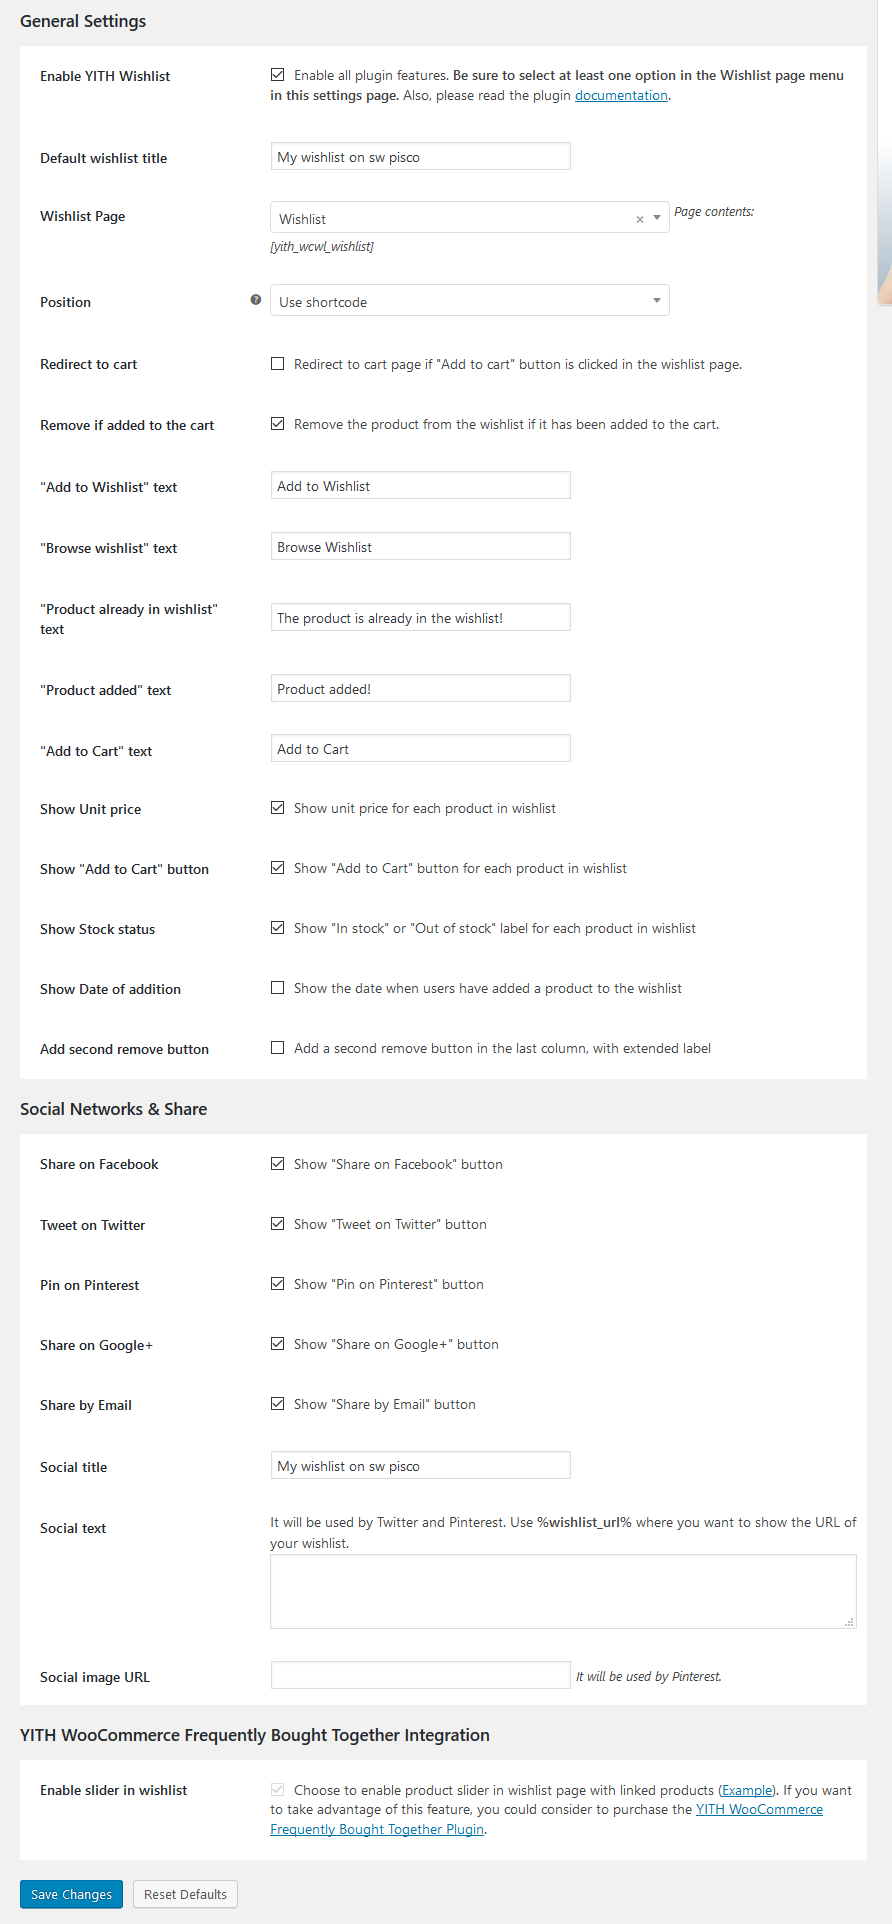 General Settings
Enable YITH Wishlist
Enable all plugin features. Be sure to select at least one option in the Wishlist page menu
in this settings page. Also, please read the plugin documentation.
Default wishlist title
My wishlist on sw pisco
Wishlist Page
Wishlist × Page contents:
[yith_wcwl_wishlist]
Position
Use shortcode
Redirect to cart
Redirect to cart page if "Add to cart" button is clicked in the wishlist page.
Remove if added to the cart
Remove the product from the wishlist if it has been added to the cart.
"Add to Wishlist" text
Add to Wishlist
"Browse wishlist" text
Browse Wishlist
"Product already in wishlist"
text
The product is already in the wishlist!
"Product added" text
Product added!
"Add to Cart" text
Add to Cart
Show Unit price
Show unit price for each product in wishlist
Show "Add to Cart" button
Show "Add to Cart" button for each product in wishlist
Show Stock status
Show "In stock" or "Out of stock" label for each product in wishlist
Show Date of addition
Show the date when users have added a product to the wishlist
Add second remove button
Add a second remove button in the last column, with extended label
Social Networks & Share
Share on Facebook
Show "Share on Facebook" button
Tweet on Twitter
Show "Tweet on Twitter" button
Pin on Pinterest
Show "Pin on Pinterest" button
Share on Google+
Show "Share on Google+" button
Share by Email
Show "Share by Email" button
Social title
My wishlist on sw pisco
Social text
It will be used by Twitter and Pinterest. Use %wishlist_url% where you want to show the URL of
your wishlist.
Social image URL
It will be used by Pinterest.
YITH WooCommerce Frequently Bought Together Integration
Enable slider in wishlist
Choose to enable product slider in wishlist page with linked products (Example). If you want
to take advantage of this feature, you could consider to purchase the YITH WooCommerce
Frequently Bought Together Plugin.
Save Changes
Reset Defaults